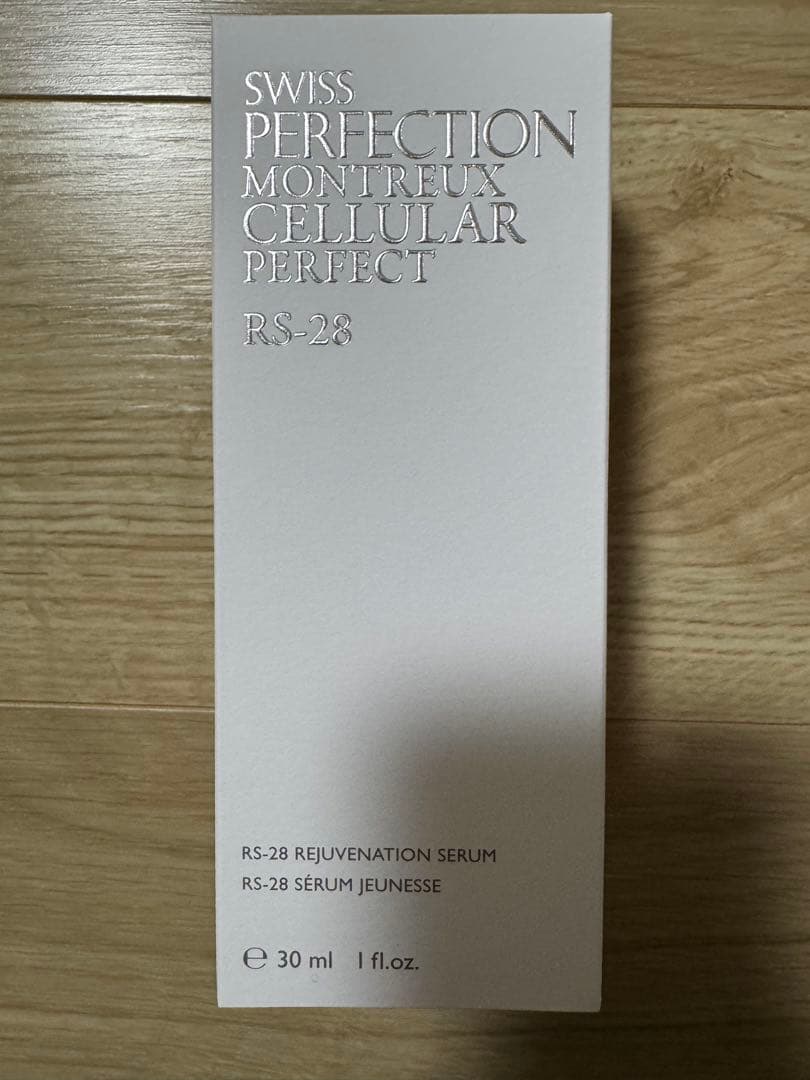 SWISS
PERFECTION
MONTREUX
CELLULAR
PERFECT
RS-28
RS-28 REJUVENATION SERUM
RS-28 SÉRUM JEUNESSE
℮ 30 ml 1 fl.oz.